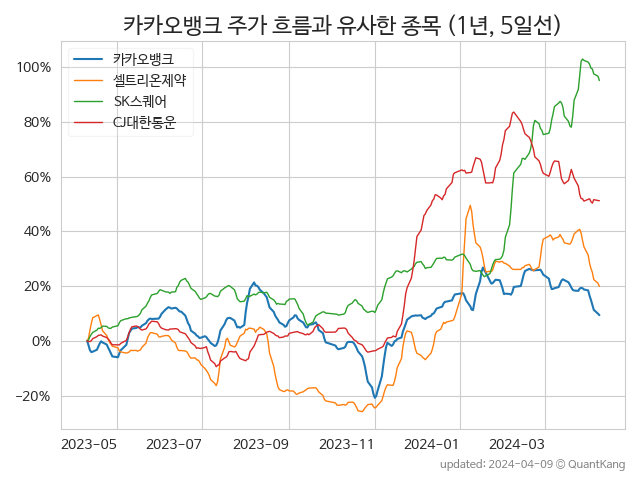 카카오뱅크 주가 흐름과 유사한 종목 (1년, 5일선)
카카오뱅크
셀트리온제약
SK스퀘어
CJ대한통운
100%
80%
60%
40%
20%
0%
−20%
2023-05 2023-07 2023-09 2023-11 2024-01 2024-03
updated: 2024-04-09 © QuantKang